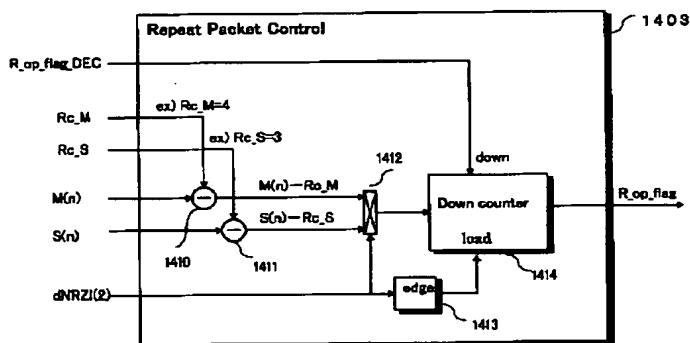 1403
Repeat Packet Control
R_op_flag_DEC
ex) Rc_M=4
Rc_M
ex) Rc_S=3
Rc_S
1412
down
M(n)−Rc_M
R_op_flag
M(n)
Down counter
S(n)−Rc_S
S(n)
load
1410
1411
1414
dNRZI(2)
edge
1413